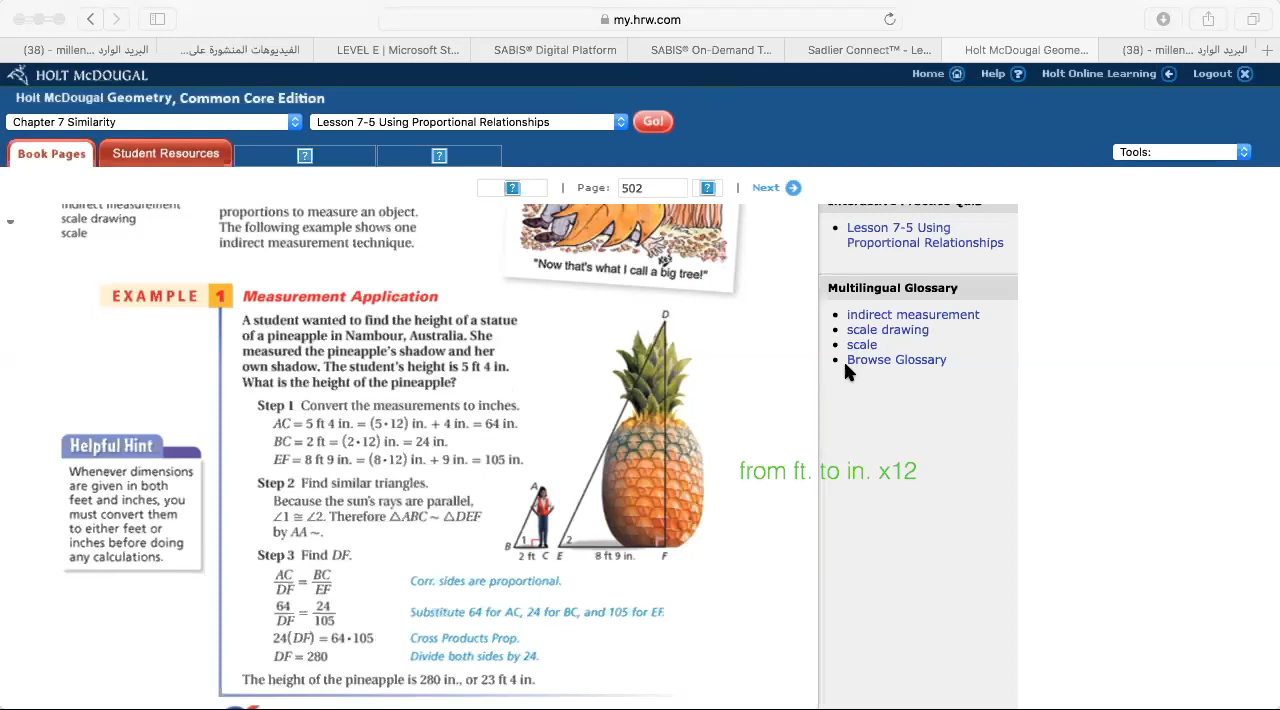 my.hrw.com
(38) - millen... البريد الوارد
الفيديوهات المنشورة على...
LEVEL E | Microsoft St...
SABIS® Digital Platform
SABIS® On-Demand T...
Sadlier Connect™ - Le...
Holt McDougal Geome...
(38) - millen... البريد الوارد
HOLT McDOUGAL
Home
Help ?
Holt Online Learning
Logout
Holt McDougal Geometry, Common Core Edition
Chapter 7 Similarity
Lesson 7-5 Using Proportional Relationships
Go!
Book Pages
Student Resources
?
?
Tools:
?
| Page: 502
?
| Next
indirect measurement
scale drawing
scale
proportions to measure an object.
The following example shows one
indirect measurement technique.
"Now that's what I call a big tree!"
EXAMPLE 1 Measurement Application
A student wanted to find the height of a statue
of a pineapple in Nambour, Australia. She
measured the pineapple's shadow and her
own shadow. The student's height is 5 ft 4 in.
What is the height of the pineapple?
Step 1 Convert the measurements to inches.
AC = 5 ft 4 in. = (5·12) in. + 4 in. = 64 in.
BC = 2 ft = (2·12) in. = 24 in.
EF = 8 ft 9 in. = (8·12) in. + 9 in. = 105 in.
Step 2 Find similar triangles.
Because the sun's rays are parallel,
∠1 ≅ ∠2. Therefore △ABC ~ △DEF
by AA ~.
Step 3 Find DF.
AC/DF = BC/EF Corr. sides are proportional.
64/DF = 24/105 Substitute 64 for AC, 24 for BC, and 105 for EF.
24(DF) = 64·105 Cross Products Prop.
DF = 280 Divide both sides by 24.
The height of the pineapple is 280 in., or 23 ft 4 in.
Helpful Hint
Whenever dimensions
are given in both
feet and inches, you
must convert them
to either feet or
inches before doing
any calculations.
D
A
1
2
B 2 ft C E 8 ft 9 in. F
from ft. to in. x12
Interactive Practice Quiz
Lesson 7-5 Using
Proportional Relationships
Multilingual Glossary
indirect measurement
scale drawing
scale
Browse Glossary